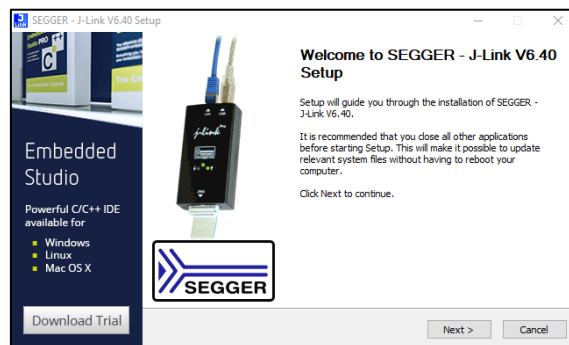 SEGGER - J-Link V6.40 Setup
Embedded
Studio
Powerful C/C++ IDE
available for
Windows
Linux
Mac OS X
Download Trial
J-Link
SEGGER
Welcome to SEGGER - J-Link V6.40
Setup
Setup will guide you through the installation of SEGGER -
J-Link V6.40.
It is recommended that you close all other applications
before starting Setup. This will make it possible to update
relevant system files without having to reboot your
computer.
Click Next to continue.
Next >
Cancel